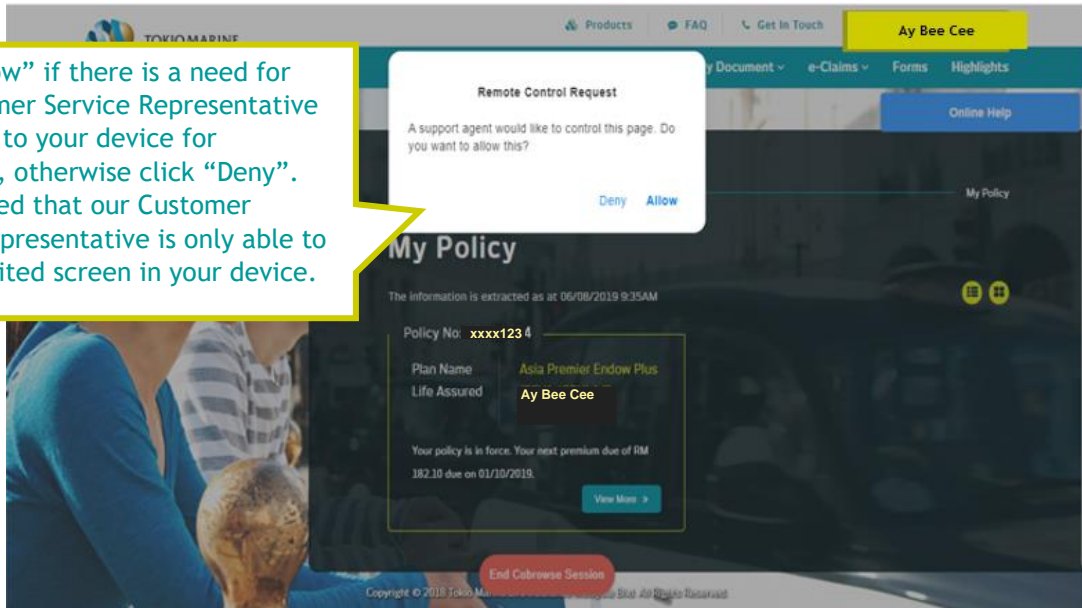 Products FAQ Get In Touch Ay Bee Cee
TOKIO MARINE
y Document e-Claims Forms Highlights
Online Help
ow” if there is a need for
mer Service Representative
to your device for
, otherwise click “Deny”.
ed that our Customer
presentative is only able to
ited screen in your device.
Remote Control Request
A support agent would like to control this page. Do
you want to allow this?
Deny Allow
My Policy
My Policy
The information is extracted as at 06/08/2019 9:35AM
Policy No: xxxx1234
Plan Name Asia Premier Endow Plus
Life Assured Ay Bee Cee
Your policy is in force. Your next premium due of RM
182.10 due on 01/10/2019.
View More »
End Cobrowse Session
Copyright © 2018 Tokio Ma Bhd. All Rights Reserved